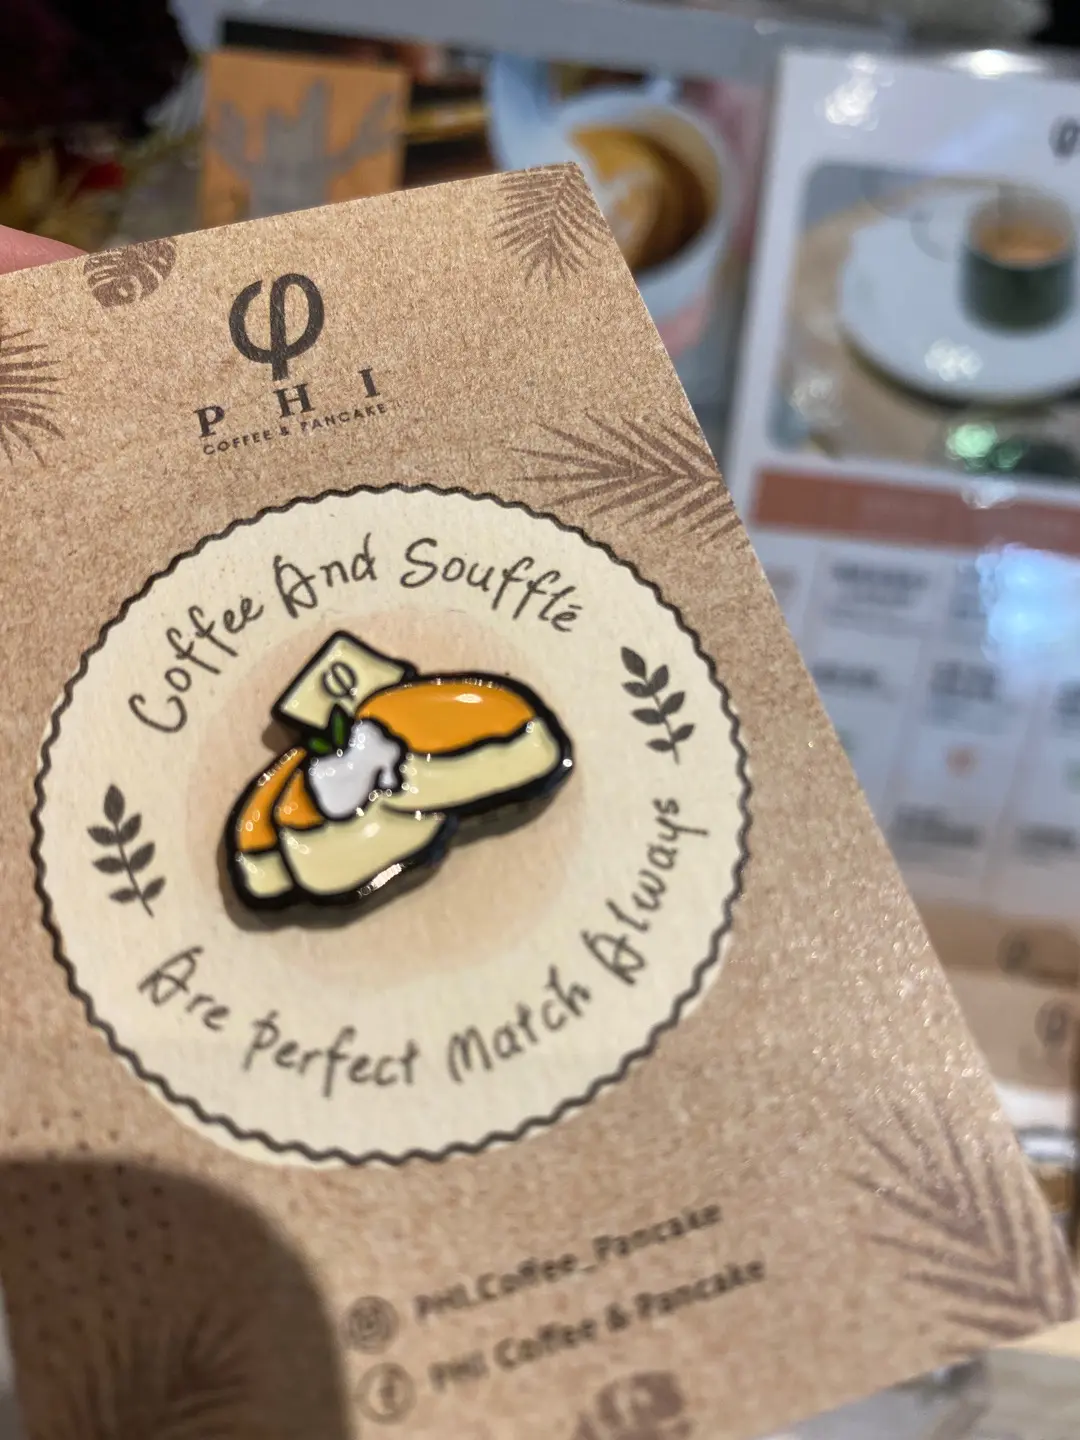 φ
PHI
COFFEE & PANCAKE
Coffee And Soufflé
φ
Are Perfect Match Always
PHI.Coffee_Pancake
PHI Coffee & Pancake